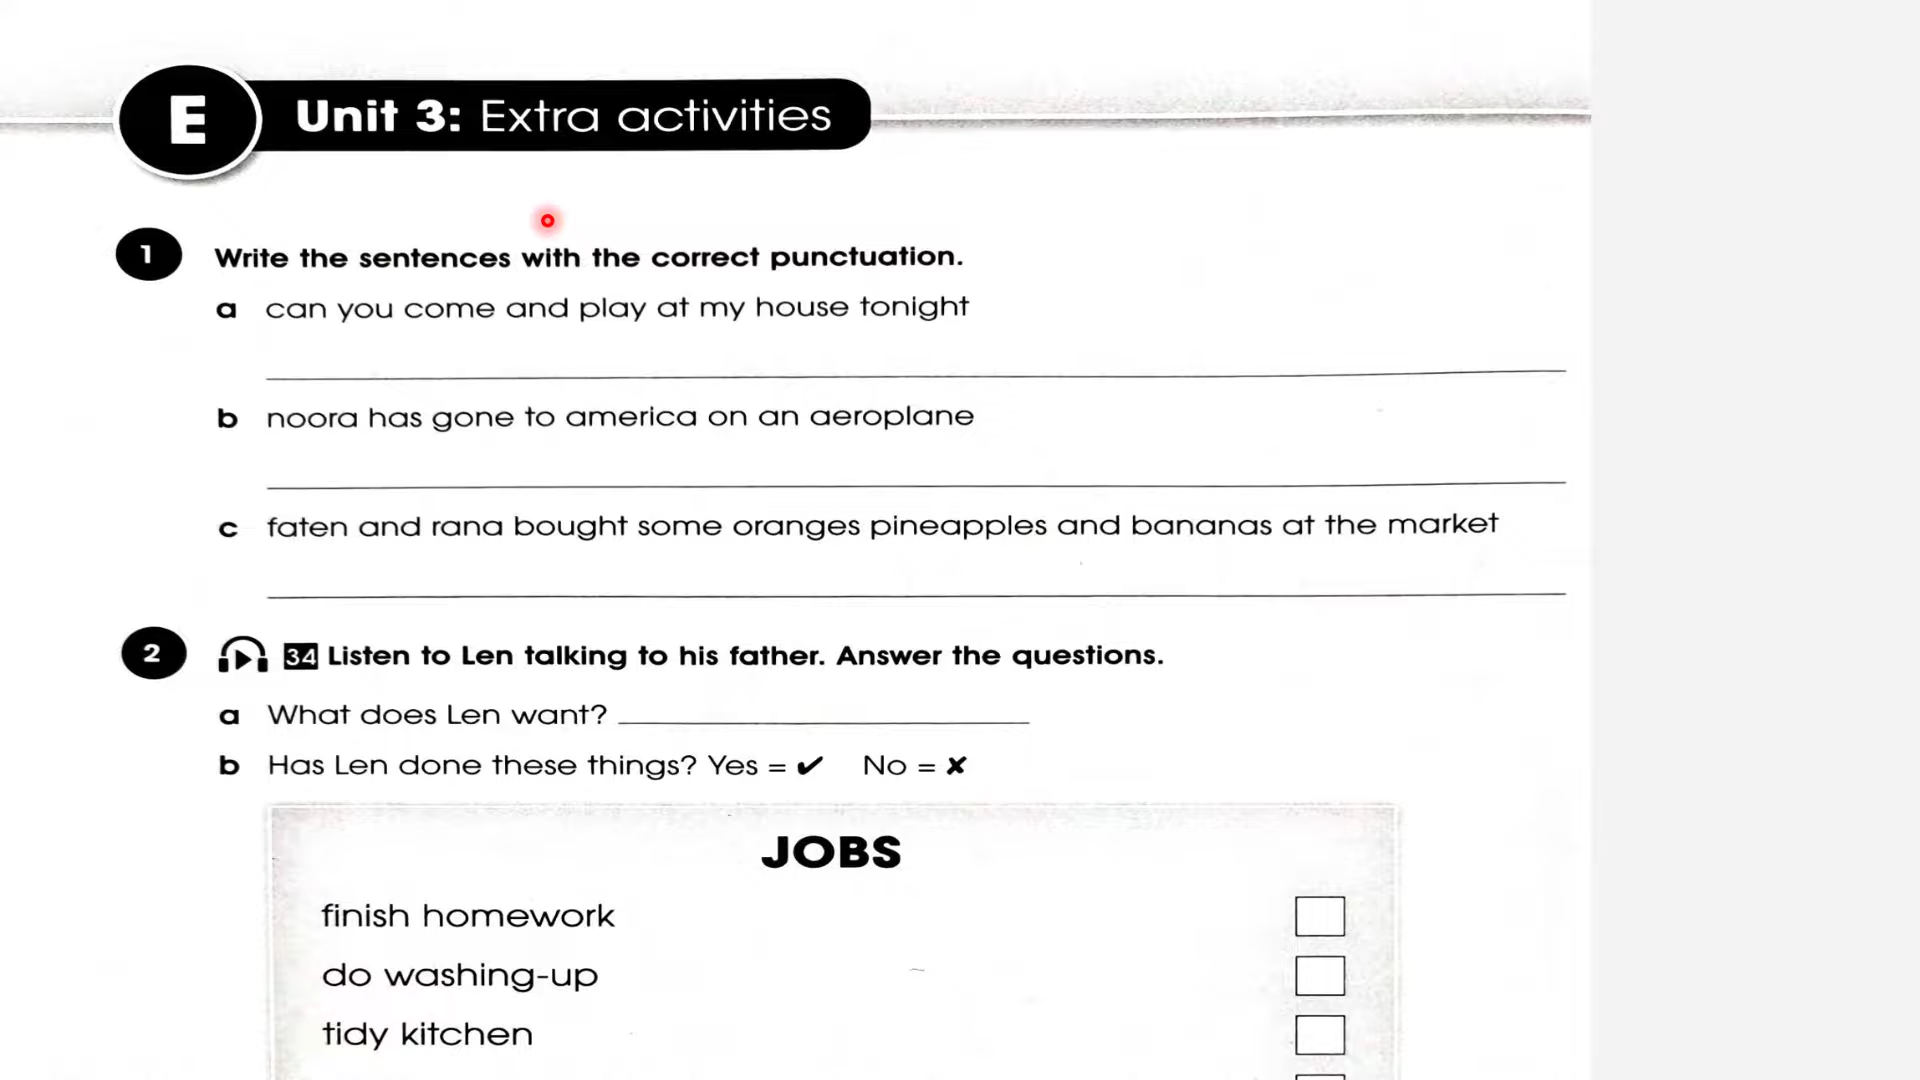 E Unit 3: Extra activities
1 Write the sentences with the correct punctuation.
a can you come and play at my house tonight
b noora has gone to america on an aeroplane
c faten and rana bought some oranges pineapples and bananas at the market
2 34 Listen to Len talking to his father. Answer the questions.
a What does Len want?
b Has Len done these things? Yes = ✔ No = ✘
JOBS
finish homework
do washing-up
tidy kitchen